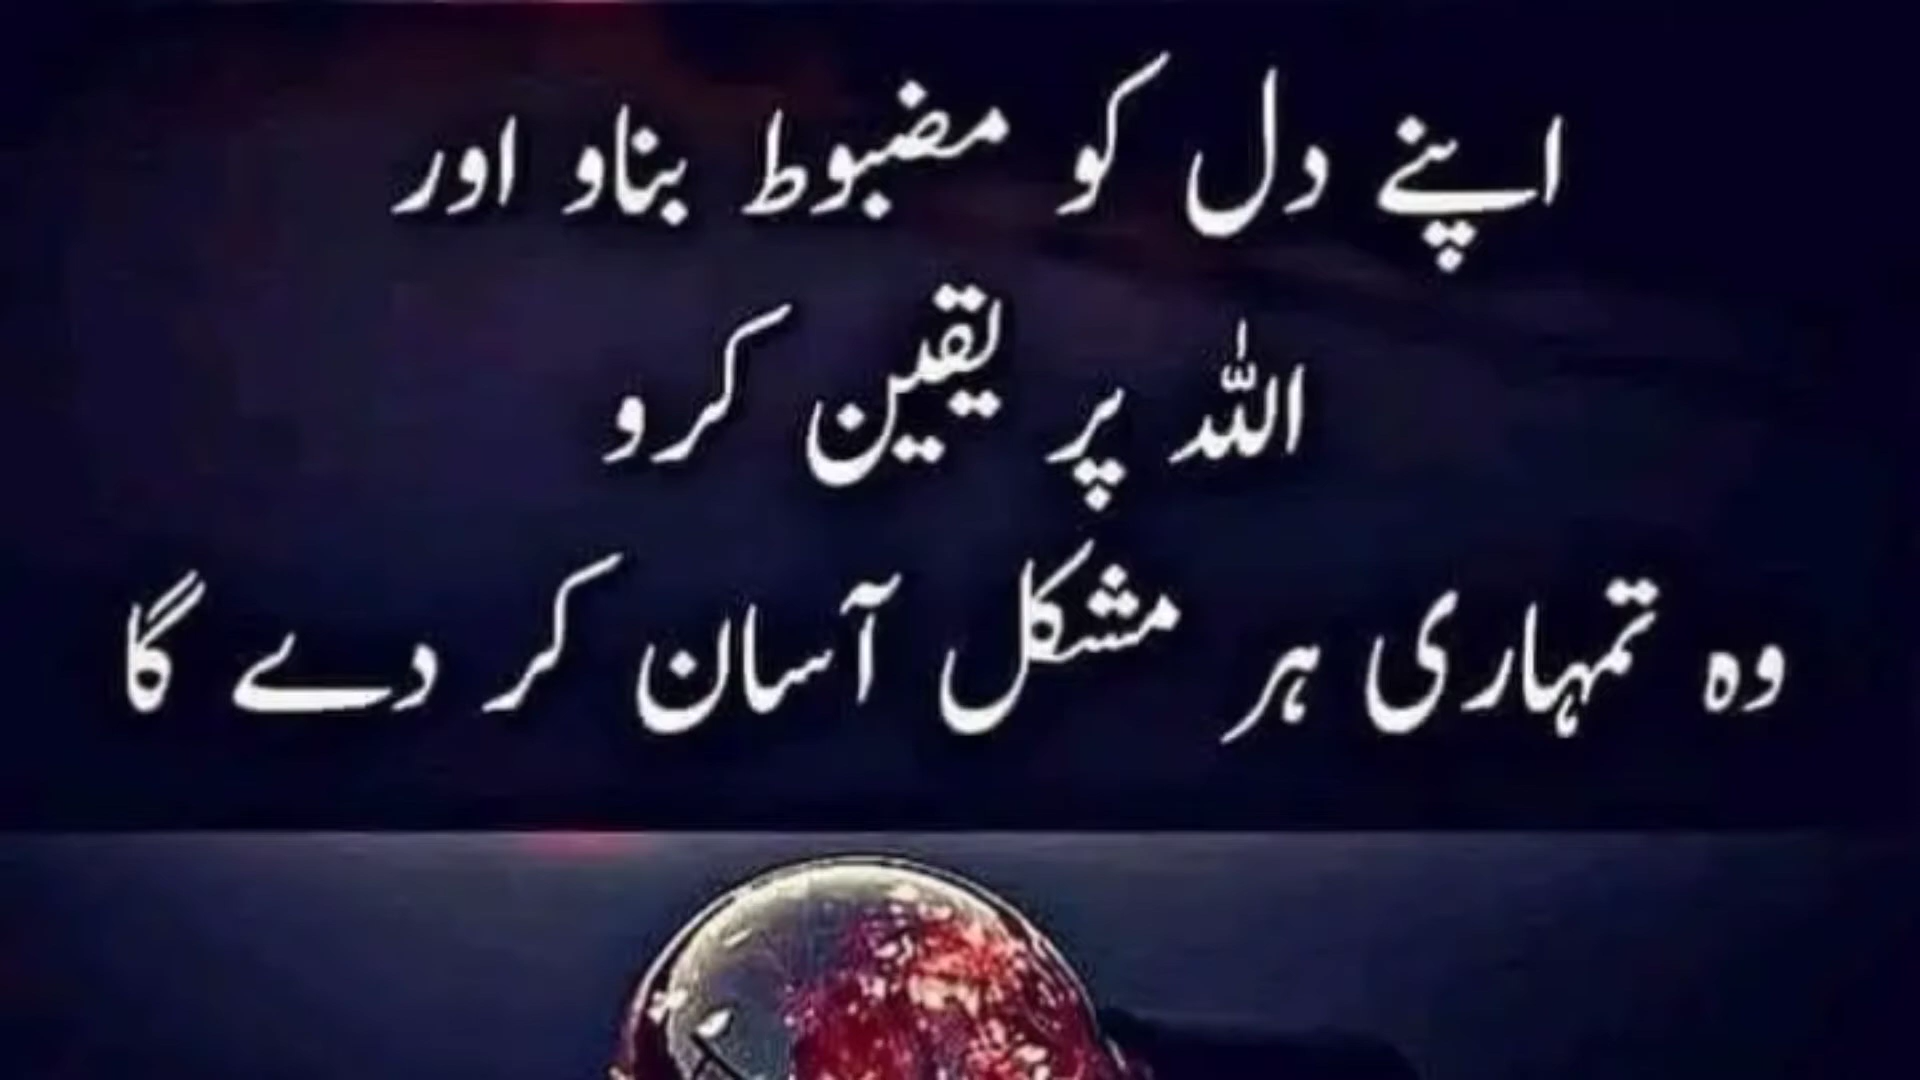 اپنے دل کو مضبوط بناو اور
اللہ پر یقین کرو
وہ تمہاری ہر مشکل آسان کر دے گا